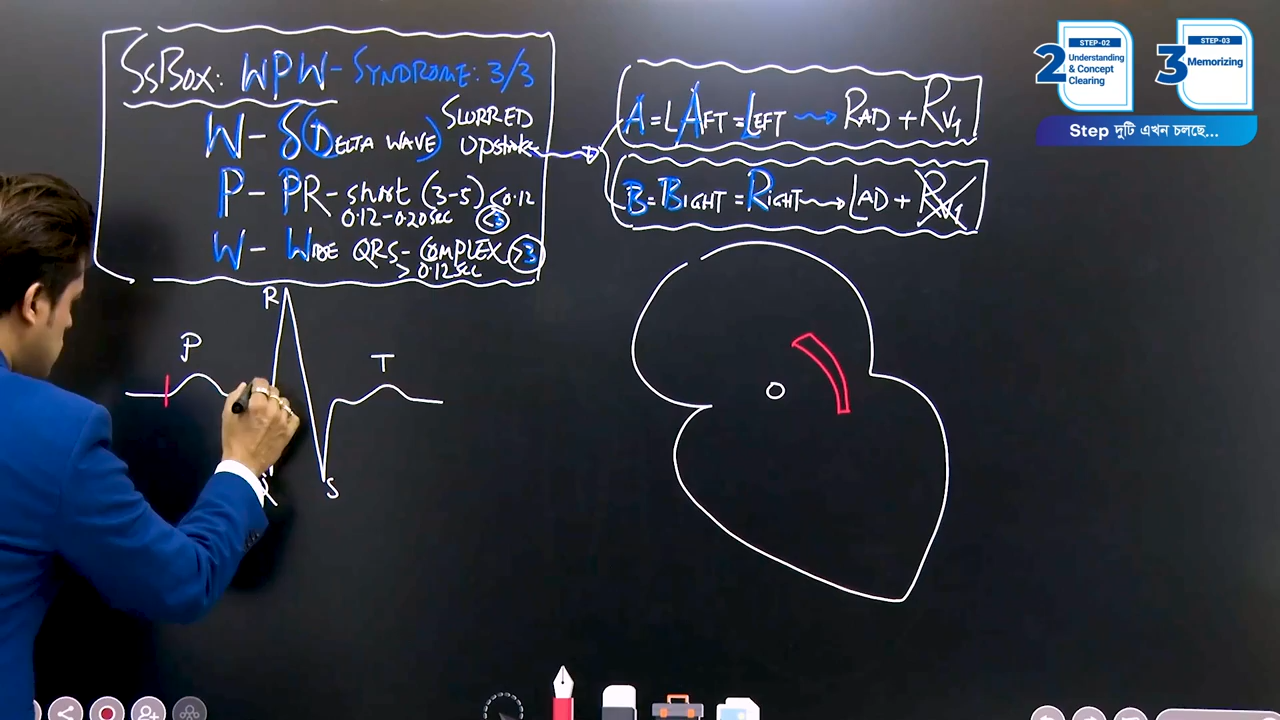 SsBox: WPW- SYNDROME: 3/3
W - δ (DELTA WAVE) SLURRED Upstroke
P - PR - short (3-5) <0.12
0.12-0.20 sec <3
W - WIDE QRS - COMPLEX >3
> 0.12 sec
A = LAFT = LEFT RAD + RV1
B = BIGHT = RIGHT LAD + RV1
R
P
T
Q
S
STEP-02
2 Understanding & Concept Clearing
STEP-03
3 Memorizing
Step দুটি এখন চলছে...